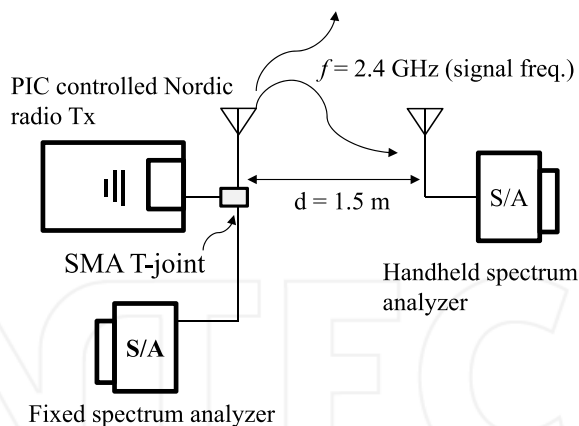 f = 2.4 GHz (signal freq.)
PIC controlled Nordic
radio Tx
d = 1.5 m
S/A
SMA T-joint
Handheld spectrum
analyzer
S/A
Fixed spectrum analyzer